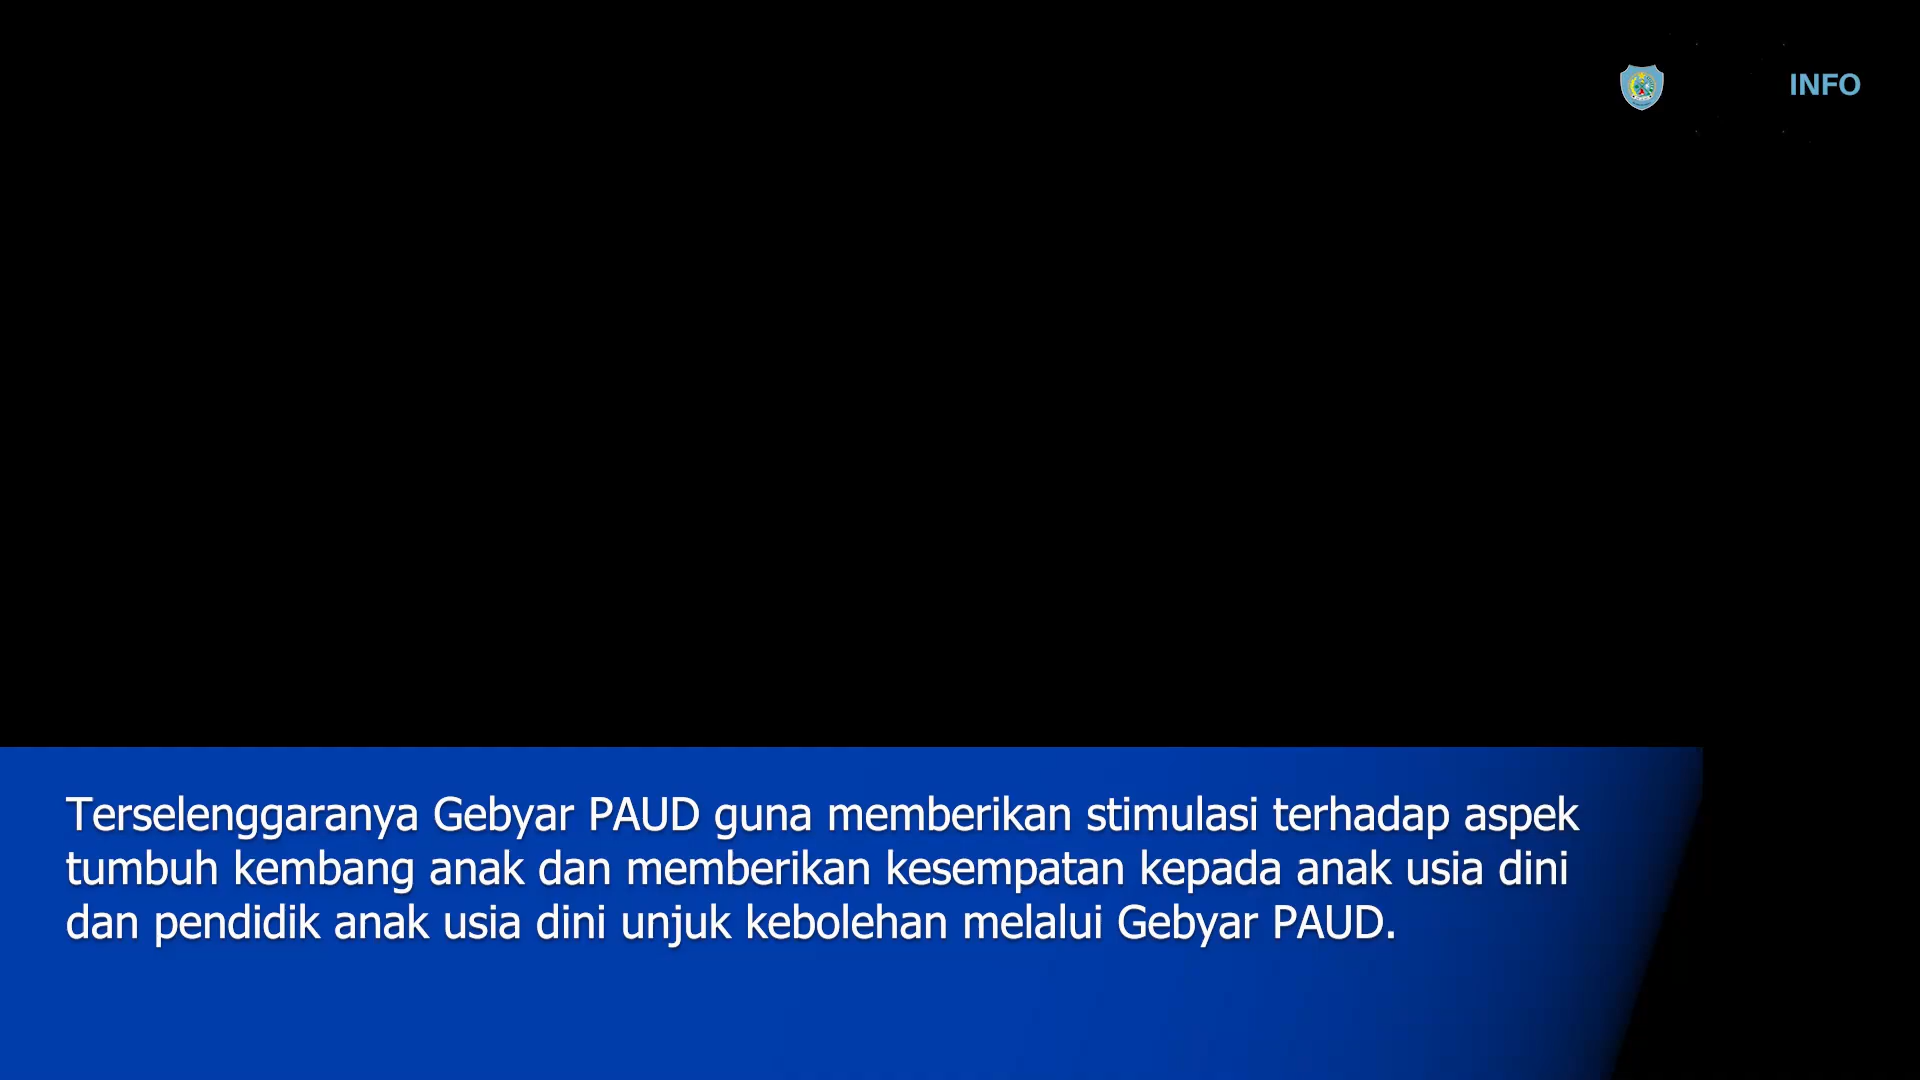 INFO
Terselenggaranya Gebyar PAUD guna memberikan stimulasi terhadap aspek
tumbuh kembang anak dan memberikan kesempatan kepada anak usia dini
dan pendidik anak usia dini unjuk kebolehan melalui Gebyar PAUD.